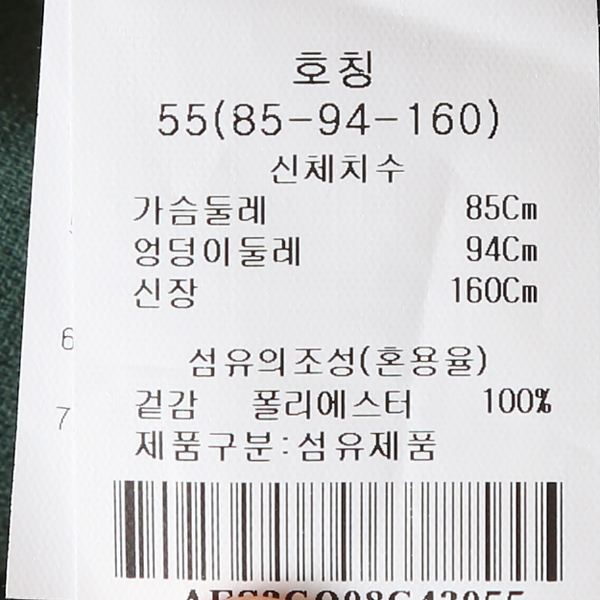 호칭
55(85-94-160)
신체치수
가슴둘레 85Cm
엉덩이둘레 94Cm
신장 160Cm
섬유의조성(혼용율)
겉감 폴리에스터 100%
제품구분:섬유제품
6
7